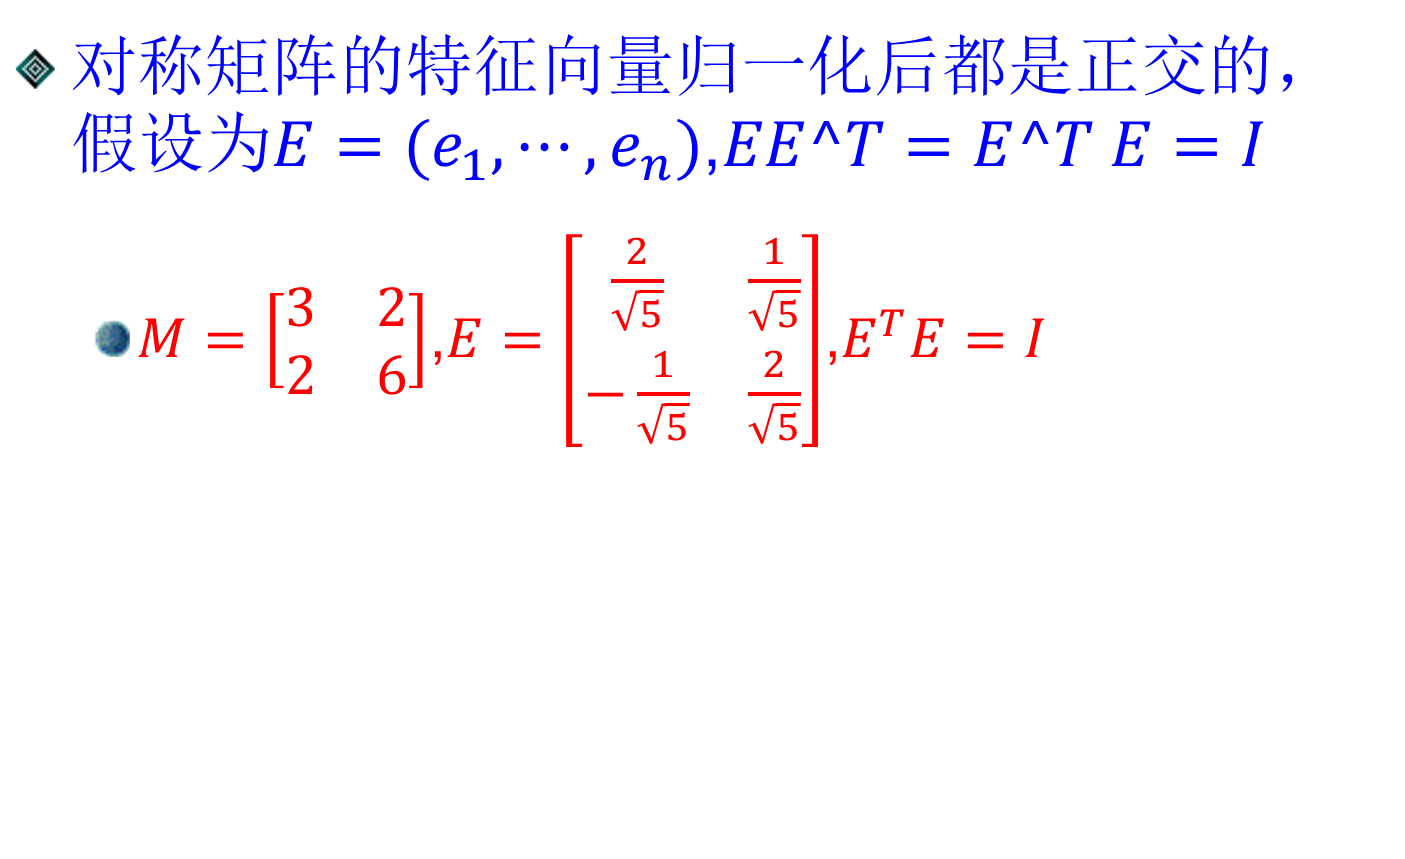 对称矩阵的特征向量归一化后都是正交的，
假设为E = (e₁, ⋯ , eₙ),EE^T = E^T E = I
M = [3 2; 2 6],E = [2/√5 1/√5; −1/√5 2/√5],EᵀE = I